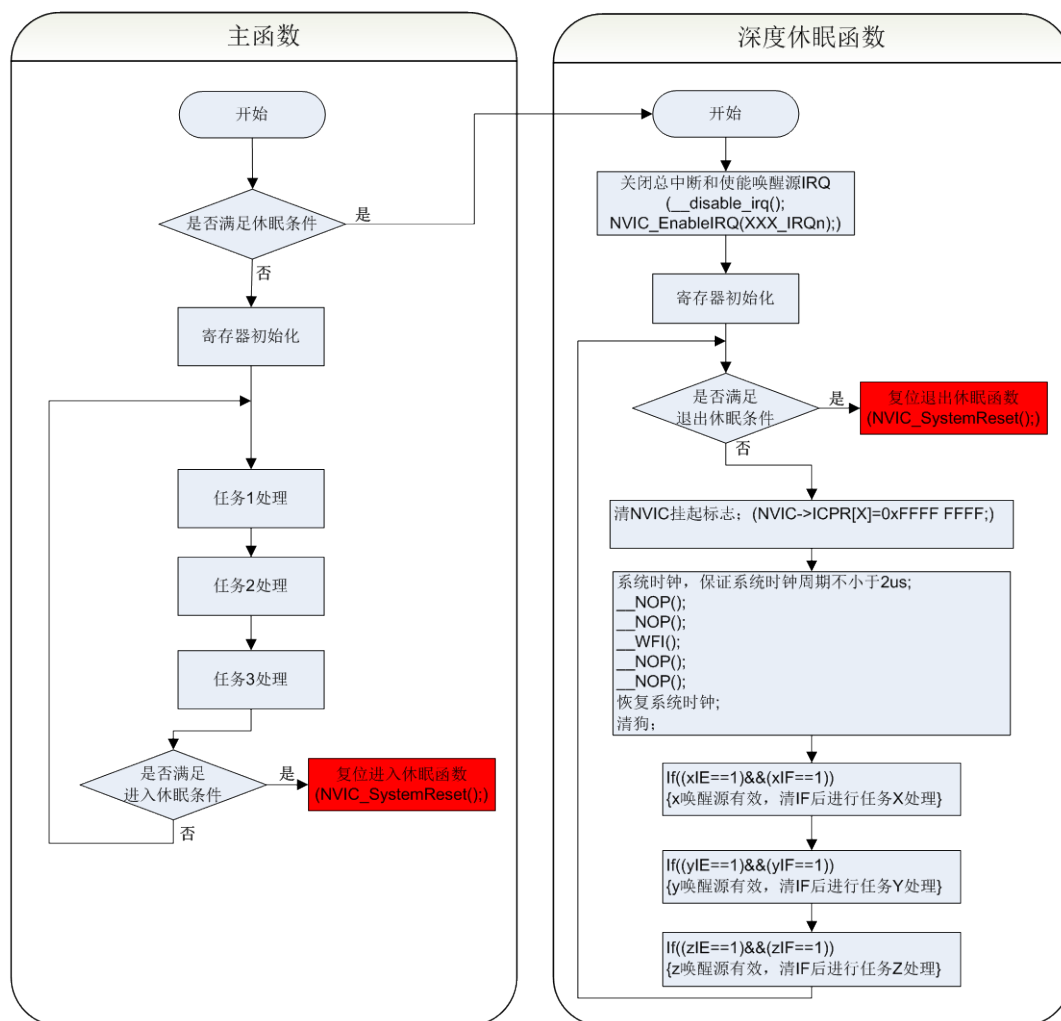 主函数
开始
是否满足休眠条件
是
否
寄存器初始化
任务1处理
任务2处理
任务3处理
是否满足
进入休眠条件
是
复位进入休眠函数
(NVIC_SystemReset();)
否
深度休眠函数
开始
关闭总中断和使能唤醒源IRQ
(__disable_irq();
NVIC_EnableIRQ(XXX_IRQn);)
寄存器初始化
是否满足
退出休眠条件
是
复位退出休眠函数
(NVIC_SystemReset();)
否
清NVIC挂起标志；(NVIC->ICPR[X]=0xFFFF FFFF;)
系统时钟，保证系统时钟周期不小于2us;
__NOP();
__NOP();
__WFI();
__NOP();
__NOP();
恢复系统时钟;
清狗；
If((xIE==1)&&(xIF==1))
{x唤醒源有效，清IF后进行任务X处理}
If((yIE==1)&&(yIF==1))
{y唤醒源有效，清IF后进行任务Y处理}
If((zIE==1)&&(zIF==1))
{z唤醒源有效，清IF后进行任务Z处理}